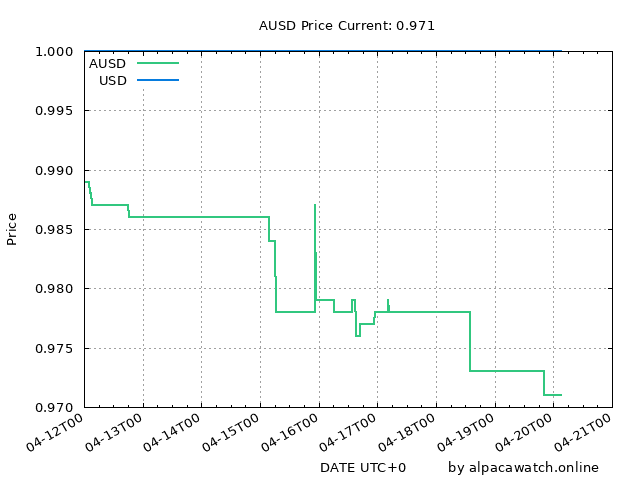 AUSD Price Current: 0.971
1.000
AUSD
USD
0.995
0.990
0.985
Price
0.980
0.975
0.970
04-12T00 04-13T00 04-14T00 04-15T00 04-16T00 04-17T00 04-18T00 04-19T00 04-20T00 04-21T00
DATE UTC+0 by alpacawatch.online